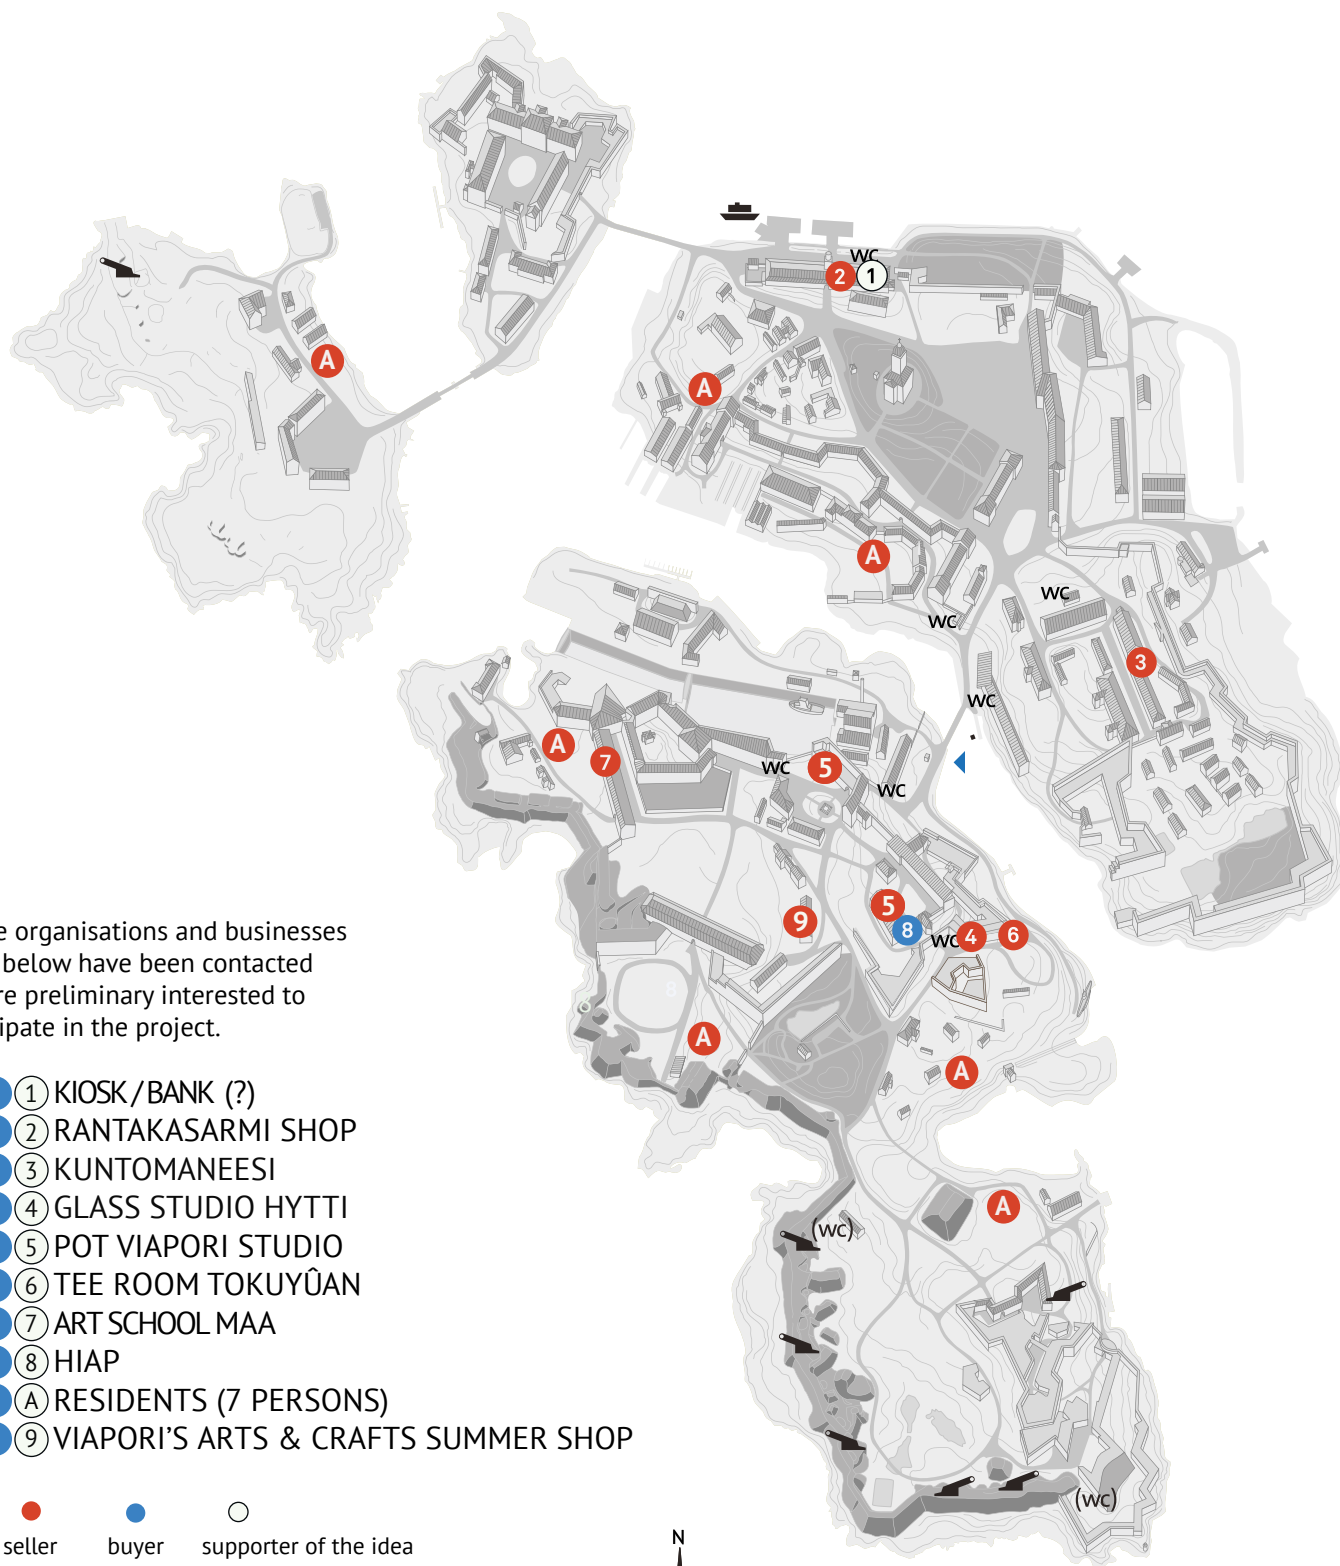 wc
2
1
A
A
A
wc
wc
3
wc
A
7
wc
5
wc
9
5
8
wc
4
6
8
A
A
A
(wc)
(wc)
e organisations and businesses
below have been contacted
re preliminary interested to
cipate in the project.
1 KIOSK/BANK (?)
2 RANTAKASARMI SHOP
3 KUNTOMANEESI
4 GLASS STUDIO HYTTI
5 POT VIAPORI STUDIO
6 TEE ROOM TOKUYÛAN
7 ART SCHOOL MAA
8 HIAP
A RESIDENTS (7 PERSONS)
9 VIAPORI'S ARTS & CRAFTS SUMMER SHOP
seller buyer supporter of the idea
N